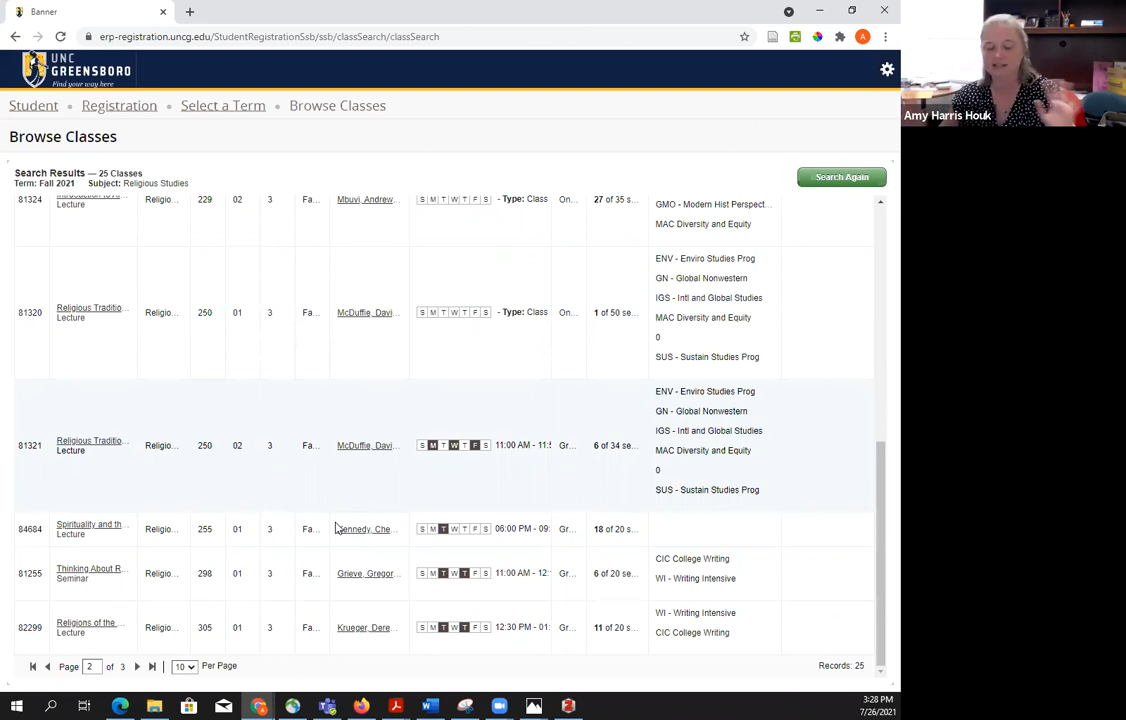 Banner
erp-registration.uncg.edu/StudentRegistrationSsb/ssb/classSearch/classSearch
A
UNC
GREENSBORO
Find your way here
Amy Harris Houk
Student • Registration • Select a Term • Browse Classes
Browse Classes
Search Results — 25 Classes
Term: Fall 2021 Subject: Religious Studies
Search Again
81324 Lecture Religio... 229 02 3 Fa... Mbuvi, Andrew... S M T W T F S - Type: Class On... 27 of 35 s... GMO - Modern Hist Perspect...
MAC Diversity and Equity
ENV - Enviro Studies Prog
GN - Global Nonwestern
IGS - Intl and Global Studies
81320 Religious Traditio... Lecture Religio... 250 01 3 Fa... McDuffie, Davi... S M T W T F S - Type: Class On... 1 of 50 s...
MAC Diversity and Equity
0
SUS - Sustain Studies Prog
ENV - Enviro Studies Prog
GN - Global Nonwestern
IGS - Intl and Global Studies
81321 Religious Traditio... Lecture Religio... 250 02 3 Fa... McDuffie, Davi... S M T W T F S 11:00 AM - 11:5 Gr... 6 of 34 s...
MAC Diversity and Equity
0
SUS - Sustain Studies Prog
84684 Spirituality and th... Lecture Religio... 255 01 3 Fa... Kennedy, Che... S M T W T F S 06:00 PM - 09: Gr... 18 of 20 s...
CIC College Writing
81255 Thinking About R... Seminar Religio... 298 01 3 Fa... Grieve, Gregor... S M T W T F S 11:00 AM - 12: Gr... 6 of 20 s...
WI - Writing Intensive
WI - Writing Intensive
82299 Religions of the ... Lecture Religio... 305 01 3 Fa... Krueger, Dere... S M T W T F S 12:30 PM - 01: Gr... 11 of 20 s...
CIC College Writing
Page 2 of 3 10 Per Page Records: 25
3:28 PM
7/26/2021